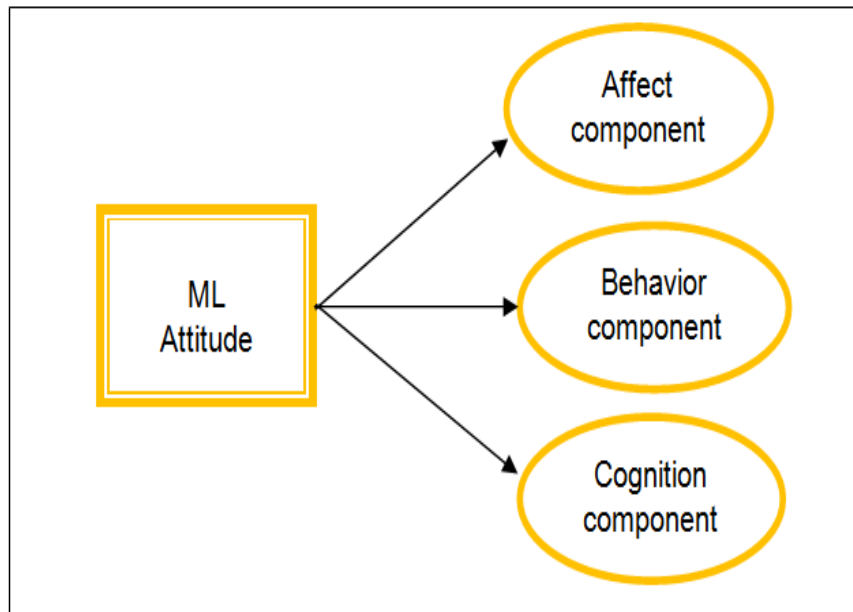 ML
Attitude
Affect
component
Behavior
component
Cognition
component